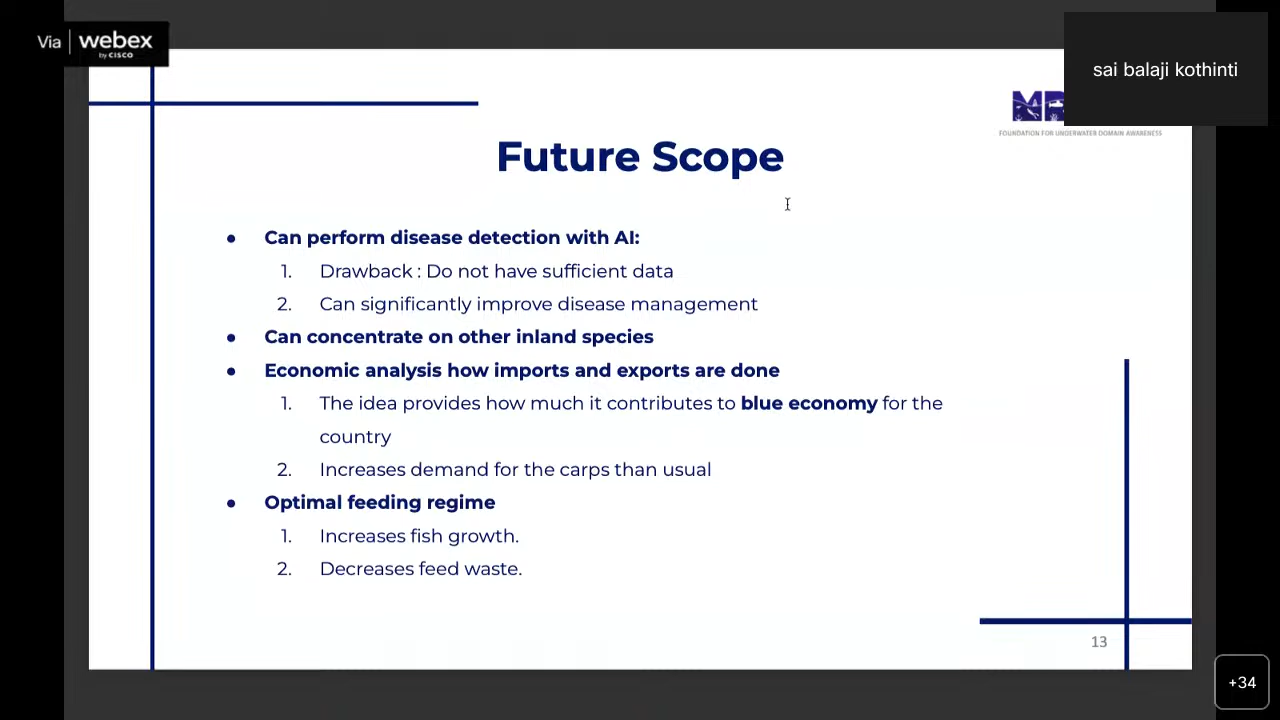 Via | webex
by CISCO
sai balaji kothinti
FOUNDATION FOR UNDERWATER DOMAIN AWARENESS
Future Scope
● Can perform disease detection with AI:
1. Drawback : Do not have sufficient data
2. Can significantly improve disease management
● Can concentrate on other inland species
● Economic analysis how imports and exports are done
1. The idea provides how much it contributes to blue economy for the
country
2. Increases demand for the carps than usual
● Optimal feeding regime
1. Increases fish growth.
2. Decreases feed waste.
13
+34